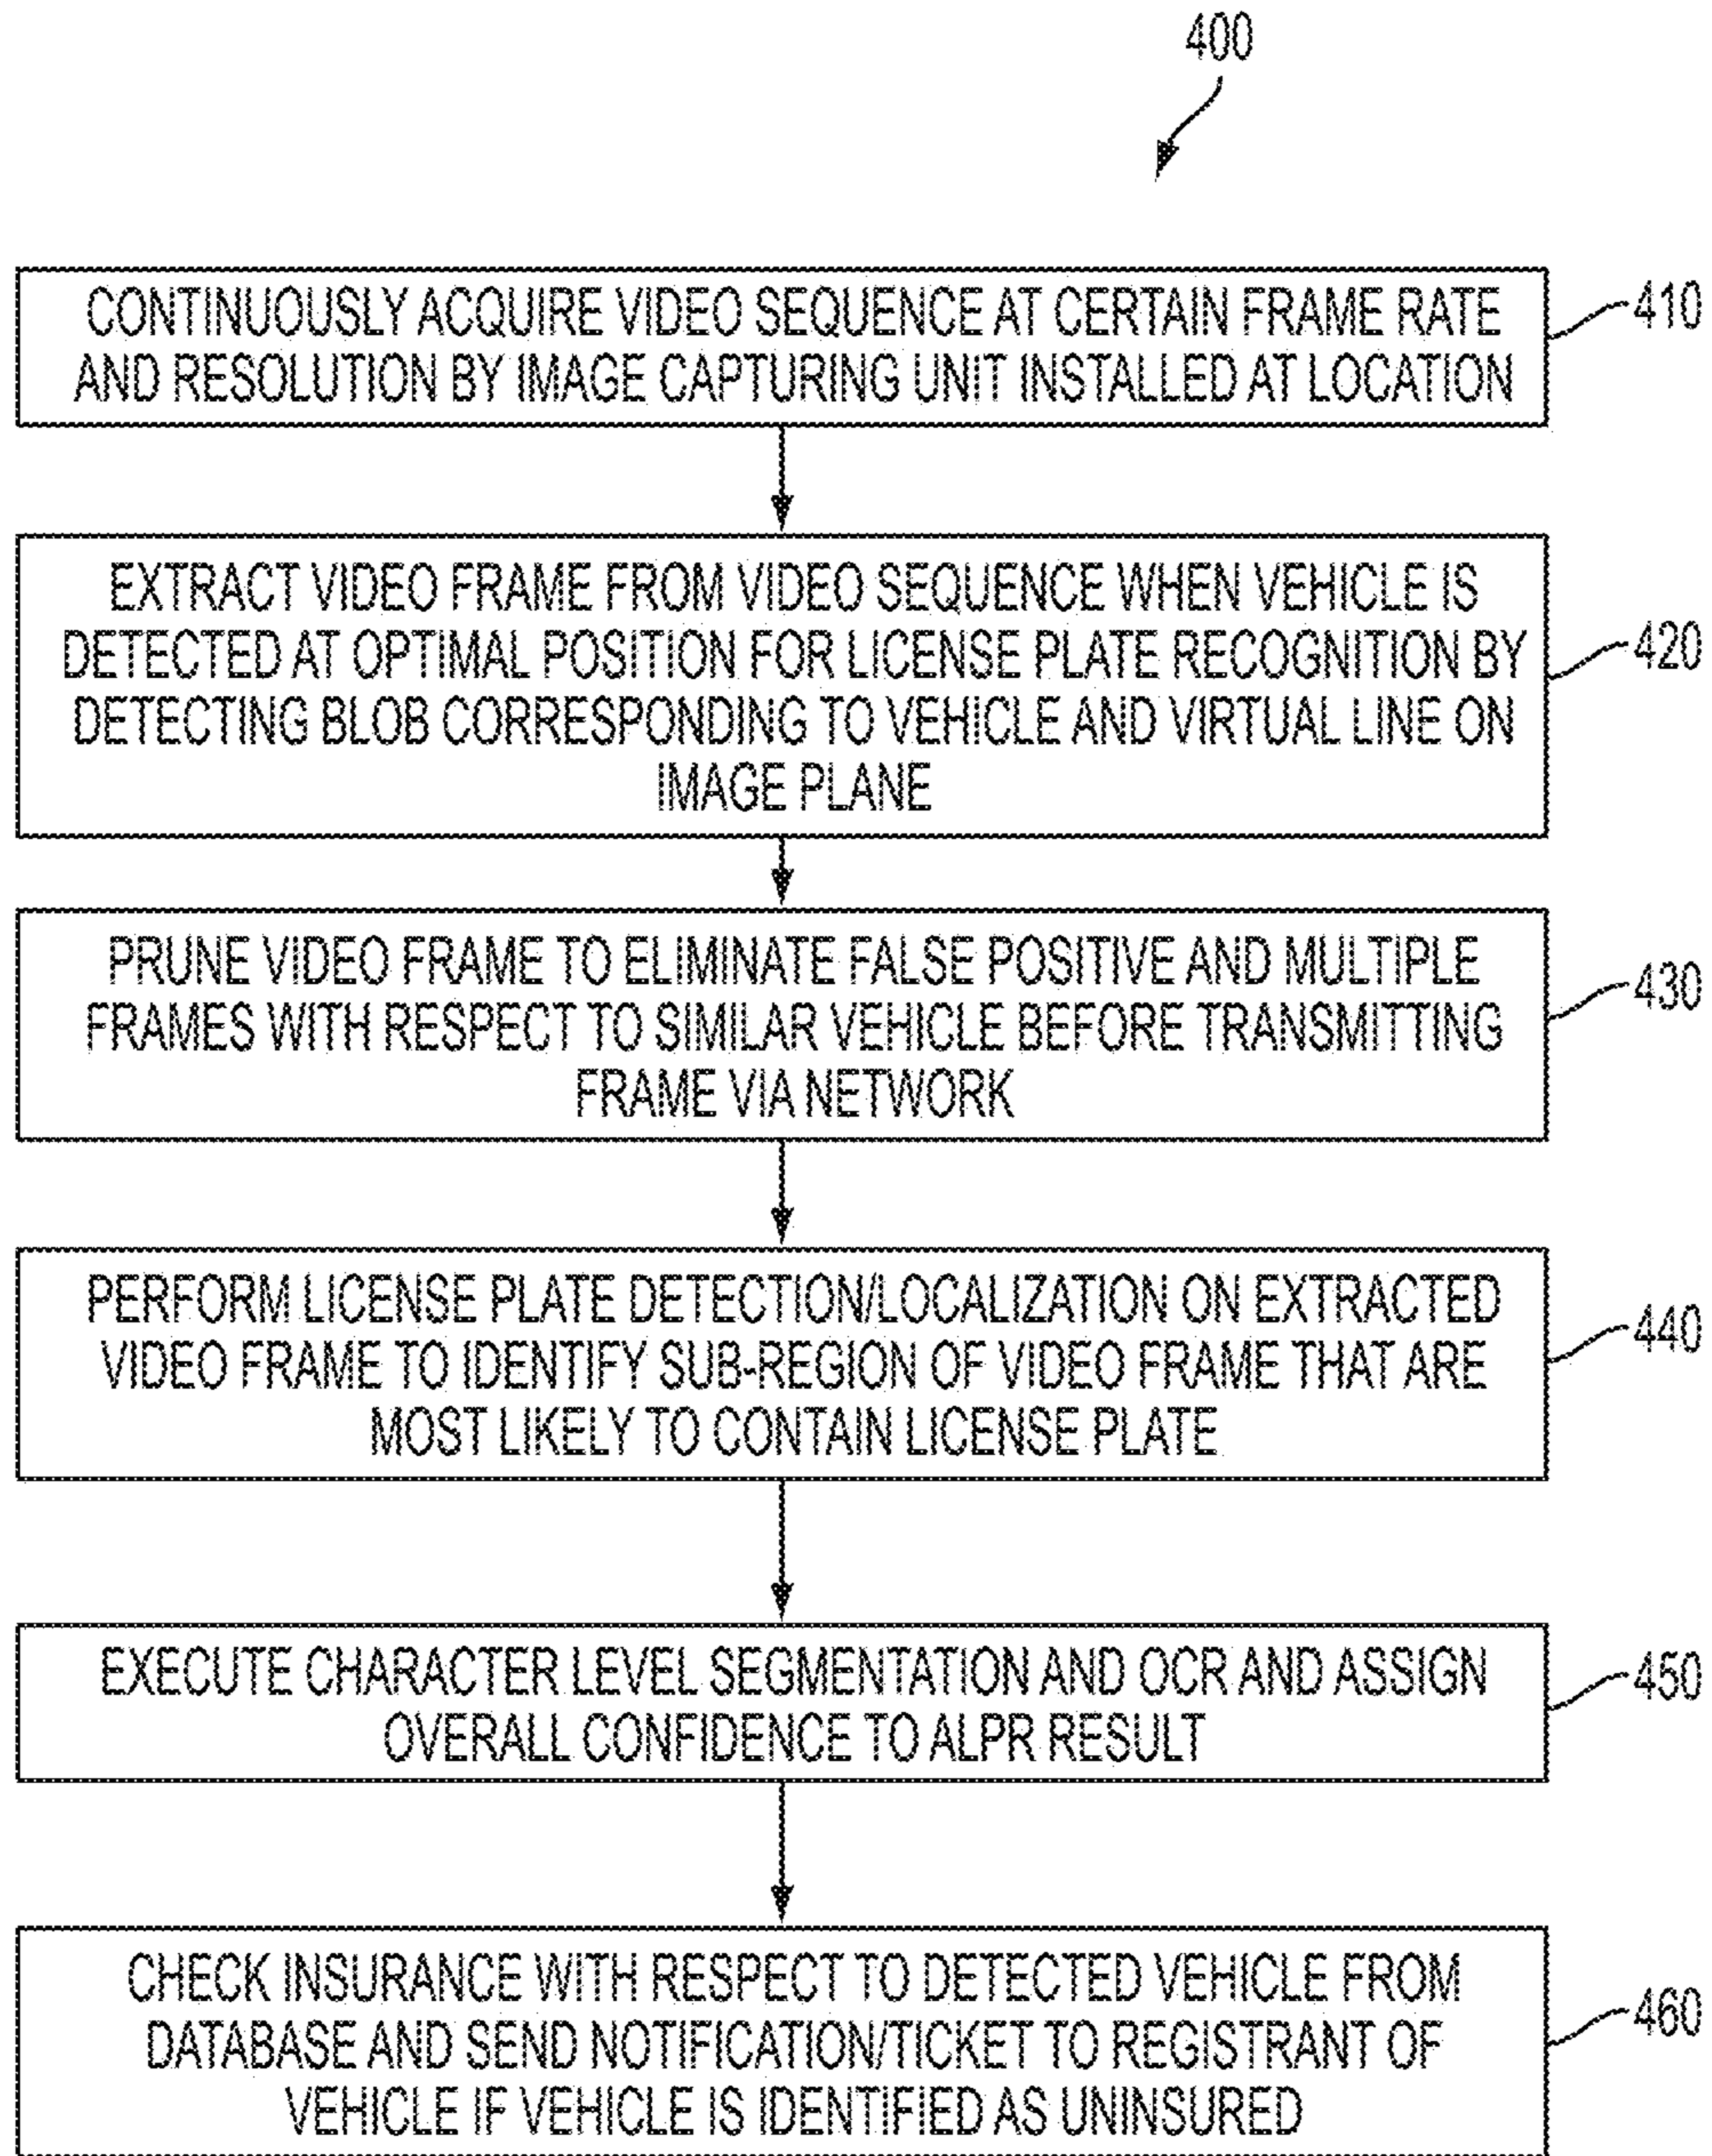 400
CONTINUOUSLY ACQUIRE VIDEO SEQUENCE AT CERTAIN FRAME RATE
AND RESOLUTION BY IMAGE CAPTURING UNIT INSTALLED AT LOCATION
410
EXTRACT VIDEO FRAME FROM VIDEO SEQUENCE WHEN VEHICLE IS
DETECTED AT OPTIMAL POSITION FOR LICENSE PLATE RECOGNITION BY
DETECTING BLOB CORRESPONDING TO VEHICLE AND VIRTUAL LINE ON
IMAGE PLANE
420
PRUNE VIDEO FRAME TO ELIMINATE FALSE POSITIVE AND MULTIPLE
FRAMES WITH RESPECT TO SIMILAR VEHICLE BEFORE TRANSMITTING
FRAME VIA NETWORK
430
PERFORM LICENSE PLATE DETECTION/LOCALIZATION ON EXTRACTED
VIDEO FRAME TO IDENTIFY SUB-REGION OF VIDEO FRAME THAT ARE
MOST LIKELY TO CONTAIN LICENSE PLATE
440
EXECUTE CHARACTER LEVEL SEGMENTATION AND OCR AND ASSIGN
OVERALL CONFIDENCE TO ALPR RESULT
450
CHECK INSURANCE WITH RESPECT TO DETECTED VEHICLE FROM
DATABASE AND SEND NOTIFICATION/TICKET TO REGISTRANT OF
VEHICLE IF VEHICLE IS IDENTIFIED AS UNINSURED
460